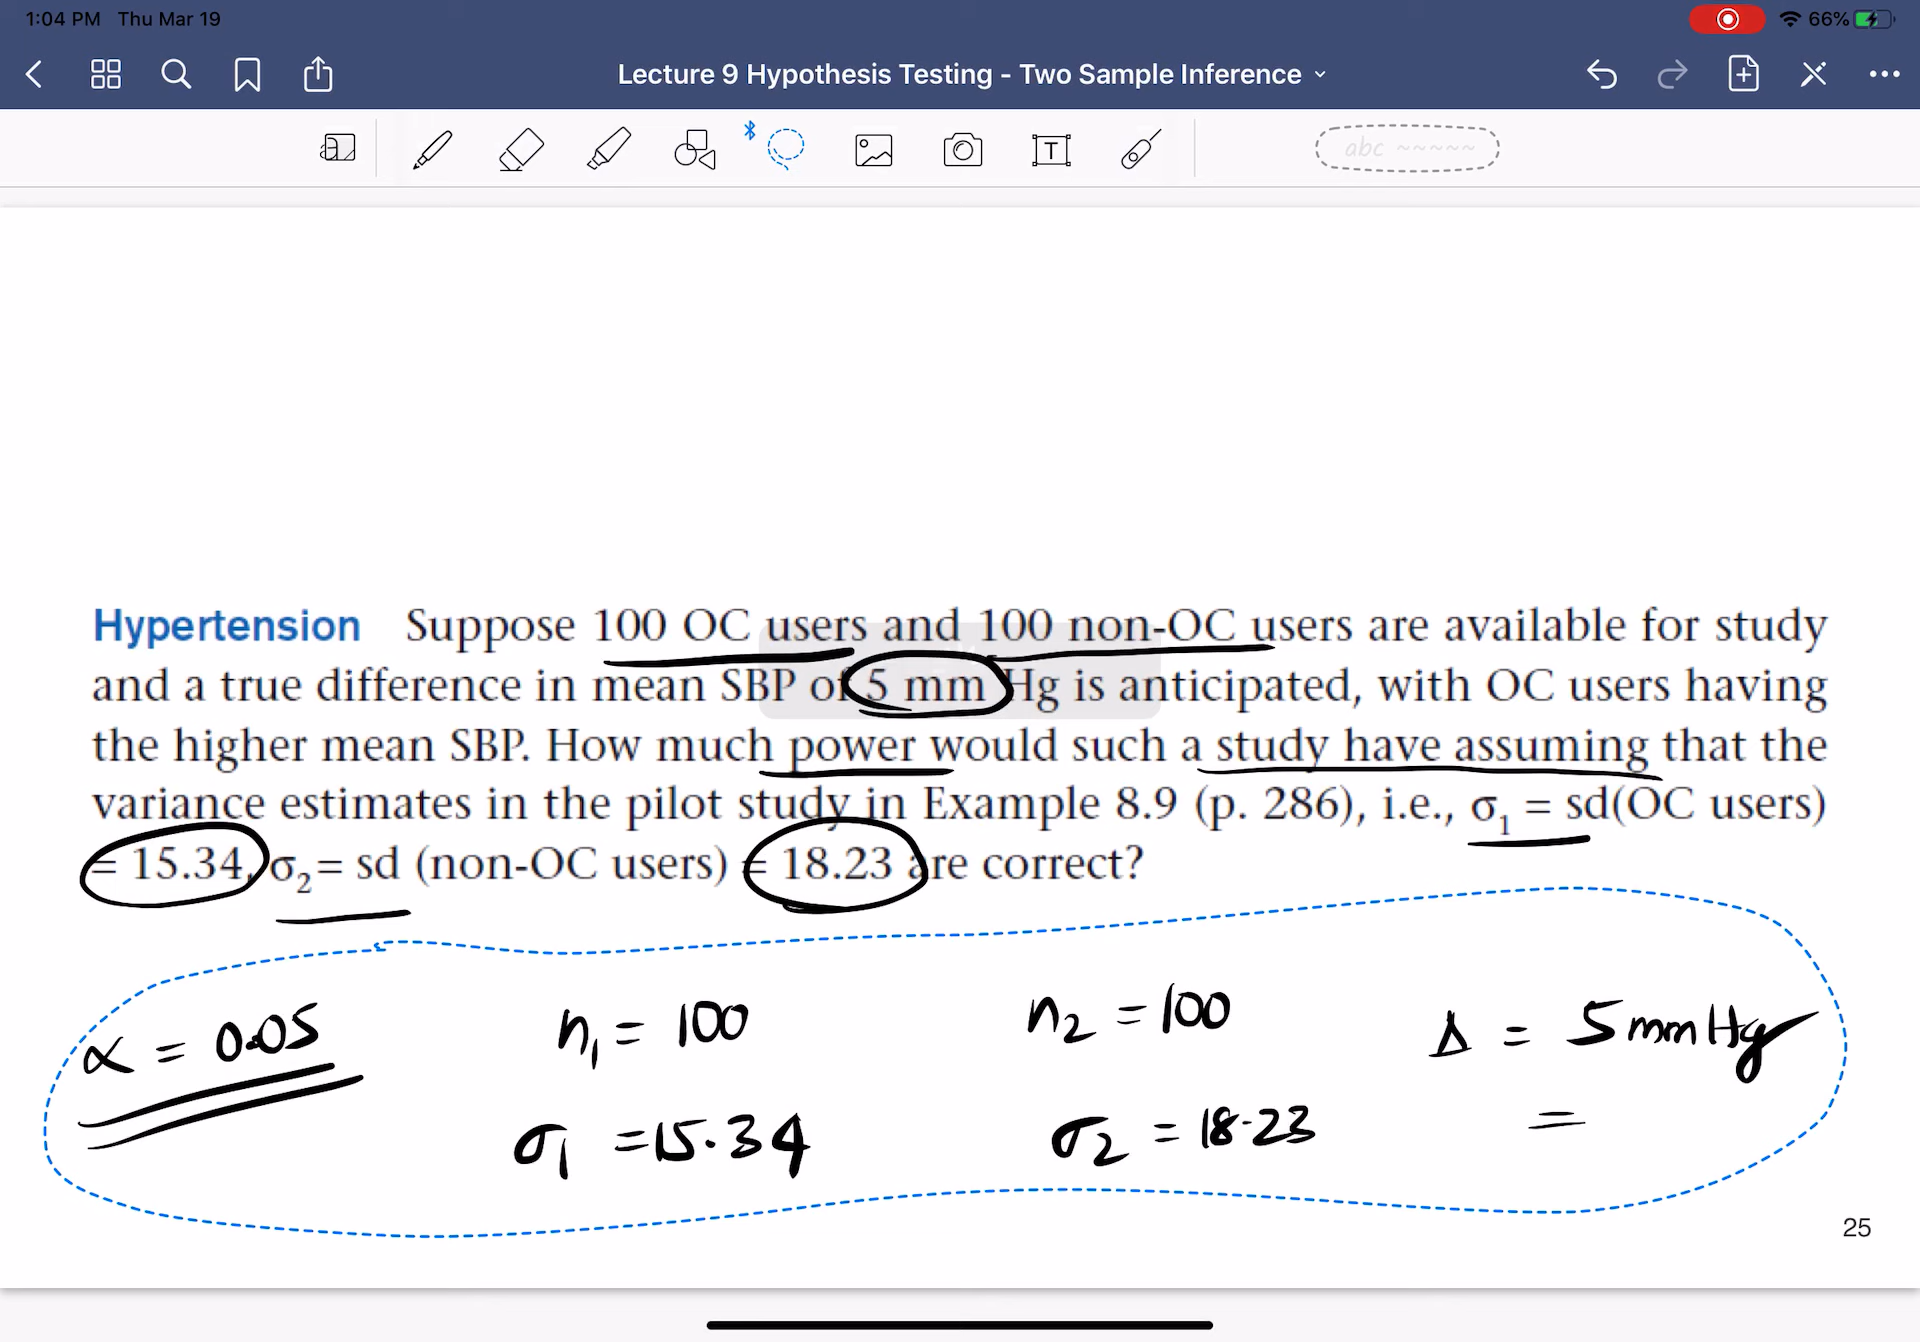 1:04 PM Thu Mar 19
66%
Lecture 9 Hypothesis Testing - Two Sample Inference
a
T
abc
Hypertension Suppose 100 OC users and 100 non-OC users are available for study
and a true difference in mean SBP of 5 mm Hg is anticipated, with OC users having
the higher mean SBP. How much power would such a study have assuming that the
variance estimates in the pilot study in Example 8.9 (p. 286), i.e., σ₁ = sd(OC users)
= 15.34, σ₂= sd (non-OC users) = 18.23 are correct?
α = 0.05 n₁ = 100 n₂ = 100 Δ = 5 mm Hg
σ₁ = 15.34 σ₂ = 18.23 =
25